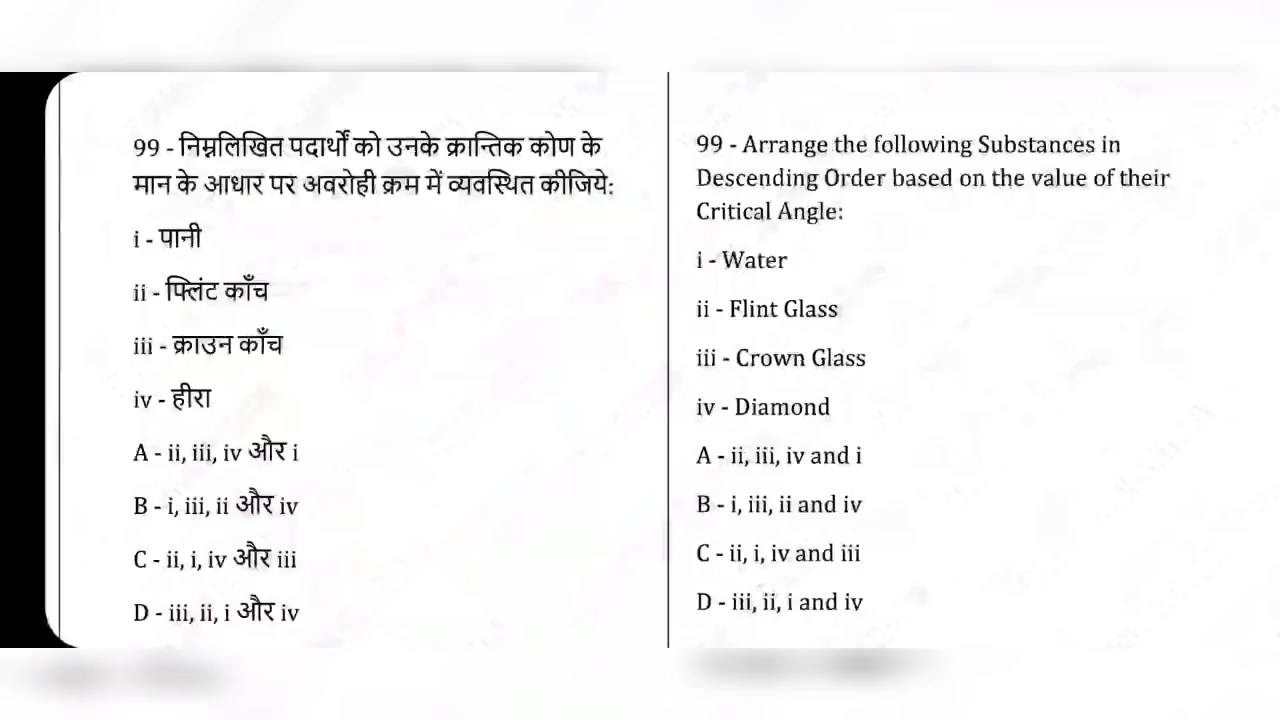 99 - निम्नलिखित पदार्थों को उनके क्रान्तिक कोण के
मान के आधार पर अवरोही क्रम में व्यवस्थित कीजिये:
i - पानी
ii - फ्लिंट काँच
iii - क्राउन काँच
iv - हीरा
A - ii, iii, iv और i
B - i, iii, ii और iv
C - ii, i, iv और iii
D - iii, ii, i और iv
99 - Arrange the following Substances in
Descending Order based on the value of their
Critical Angle:
i - Water
ii - Flint Glass
iii - Crown Glass
iv - Diamond
A - ii, iii, iv and i
B - i, iii, ii and iv
C - ii, i, iv and iii
D - iii, ii, i and iv